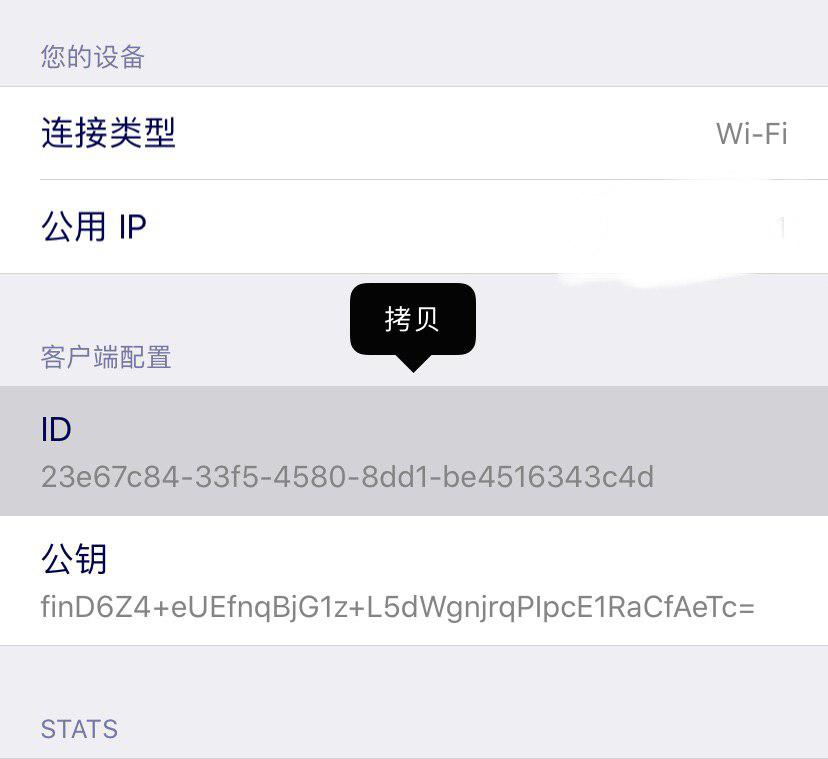 您的设备
连接类型 Wi-Fi
公用 IP
拷贝
客户端配置
ID
23e67c84-33f5-4580-8dd1-be4516343c4d
公钥
finD6Z4+eUEfnqBjG1z+L5dWgnjrqPIpcE1RaCfAeTc=
STATS